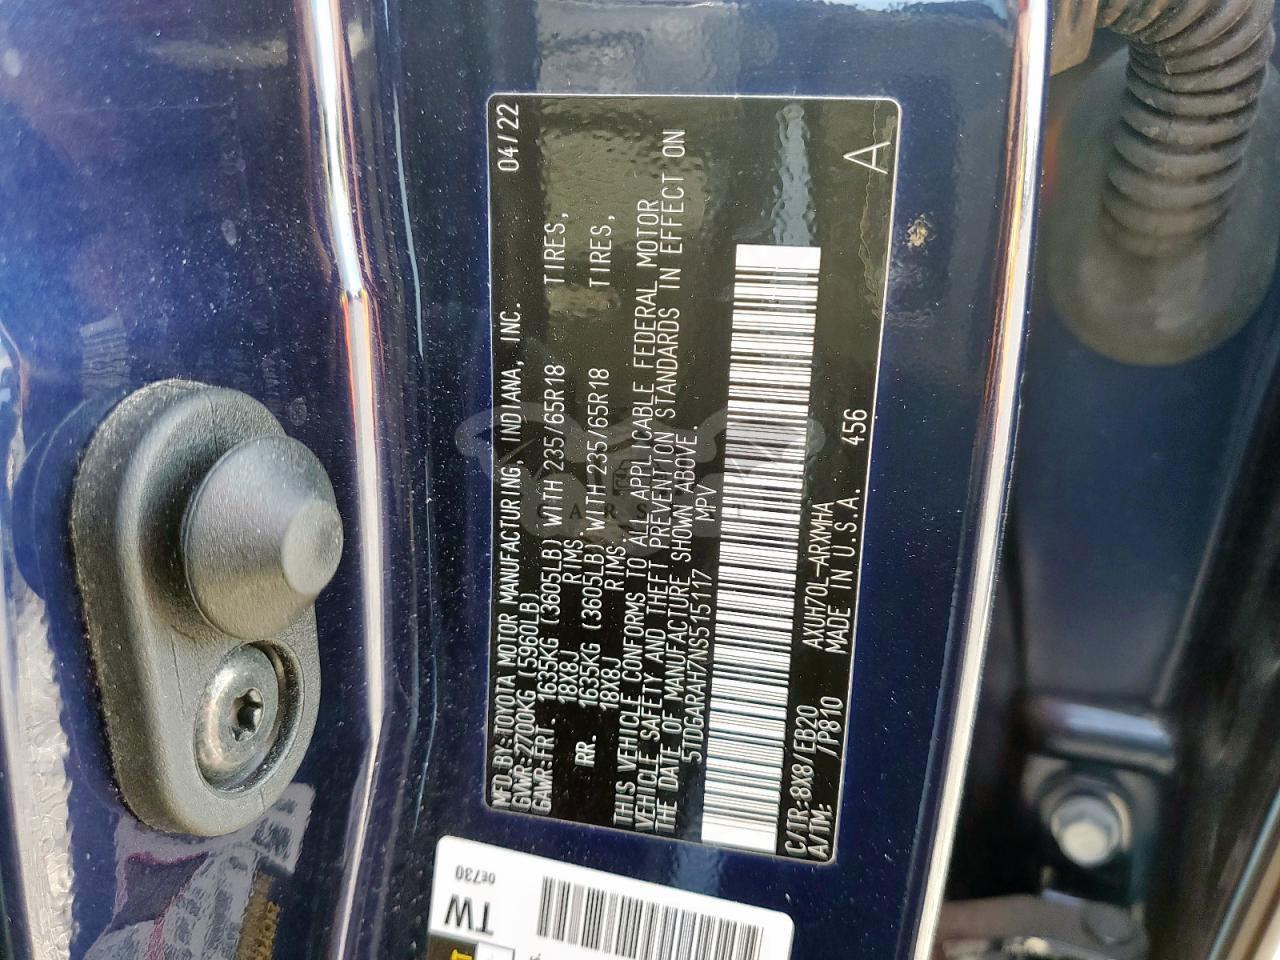 MFD.BY:TOYOTA MOTOR MANUFACTURING, INDIANA, INC. 04/22
GVWR:2700KG (5960LB)
GAWR:FRT. 1635KG (3605LB) WITH 235/65R18 TIRES,
18X8J RIMS.
RR. 1635KG (3605LB) WITH 235/65R18 TIRES,
18X8J RIMS.
THIS VEHICLE CONFORMS TO ALL APPLICABLE FEDERAL MOTOR
VEHICLE SAFETY AND THEFT PREVENTION STANDARDS IN EFFECT ON
THE DATE OF MANUFACTURE SHOWN ABOVE.
5TDGARAH7NS515117 MPV
C/TR:8X8/EB20 AXUH70L-ARXMHA 456 A
A/TM: /P810 MADE IN U.S.A.
0E730
TW